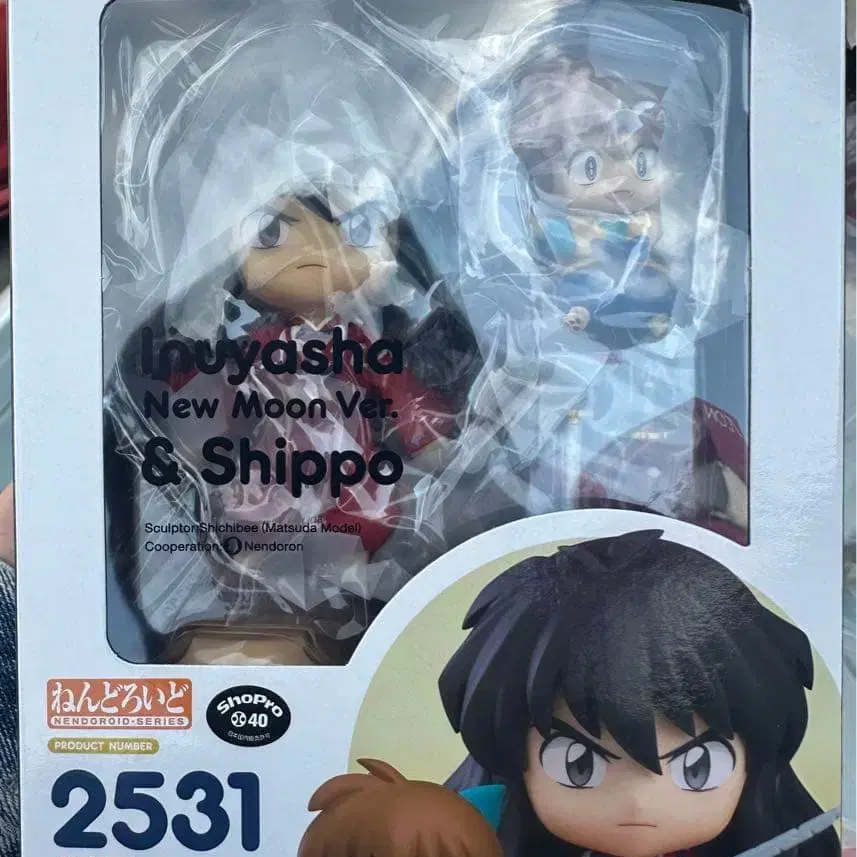 Inuyasha
New Moon Ver.
& Shippo
Sculptor: Shichibee (Matsuda Model)
Cooperation: Nendoron
ねんどろいど
NENDOROID·SERIES
ShoPro
40
PRODUCT NUMBER
2531